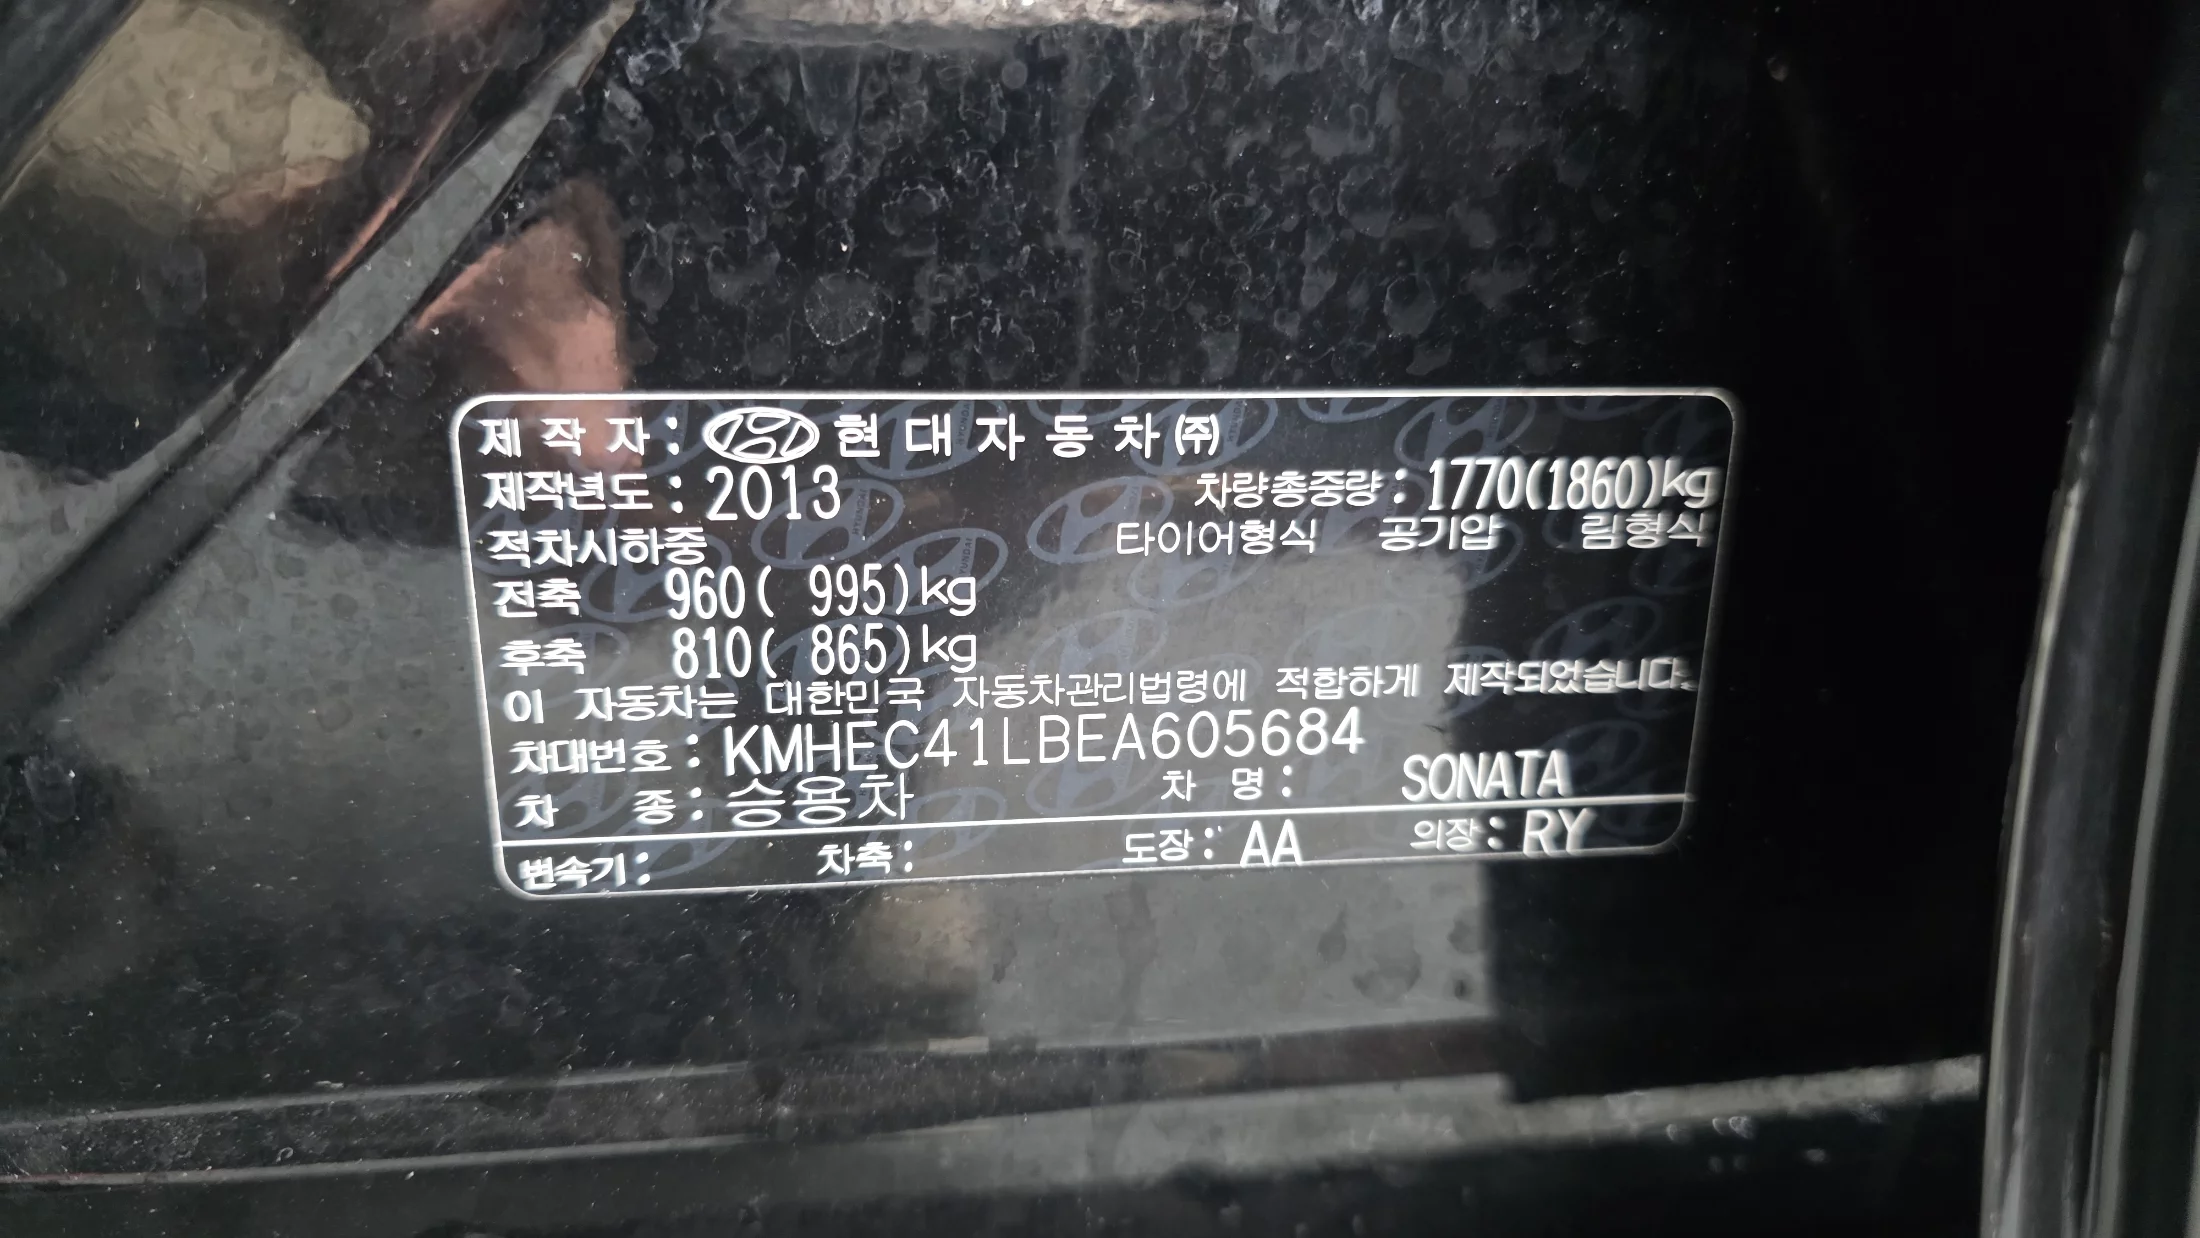 제 작 자 : 현 대 자 동 차 ㈜
제작년도 : 2013 차량총중량 : 1770(1860)kg
적차시하중 타이어형식 공기압 림형식
전축 960( 995)kg
후축 810( 865)kg
이 자동차는 대한민국 자동차관리법령에 적합하게 제작되었습니다.
차대번호 : KMHEC41LBEA605684
차 종 : 승용차 차 명 : SONATA
변속기 : 차축 : 도장 : AA 의장 : RY